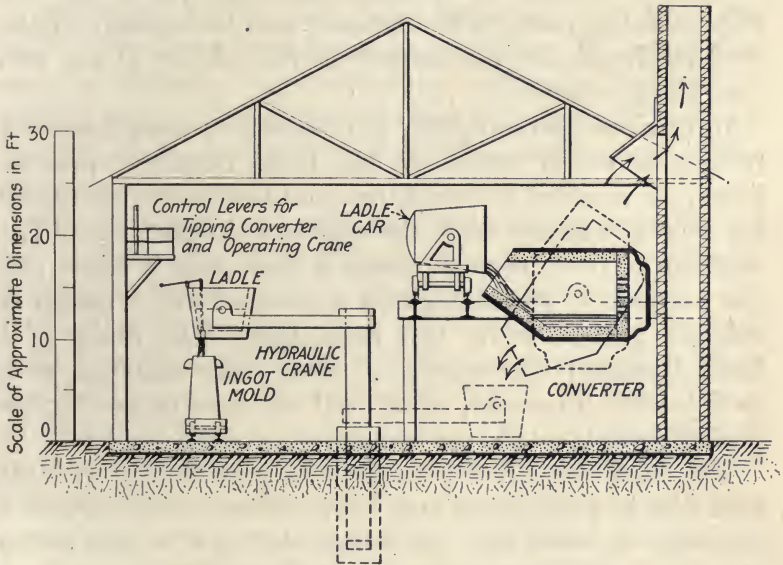 Scale of Approximate Dimensions in Ft
30
20
10
0
Control Levers for
Tipping Converter
and Operating Crane
LADLE
LADLE-
CAR
HYDRAULIC
CRANE
INGOT
MOLD
CONVERTER